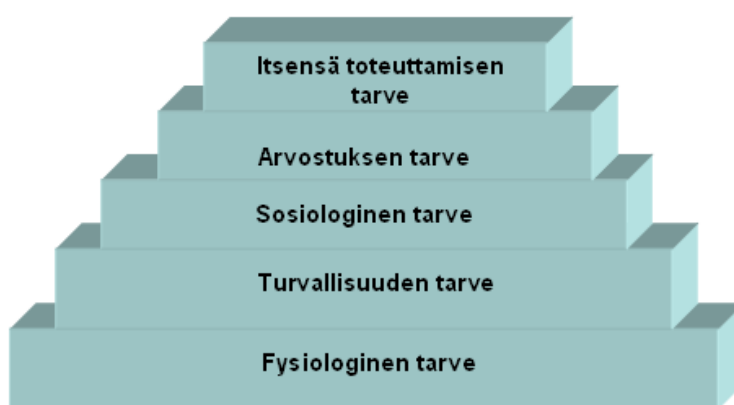 Itsensä toteuttamisen
tarve
Arvostuksen tarve
Sosiologinen tarve
Turvallisuuden tarve
Fysiologinen tarve